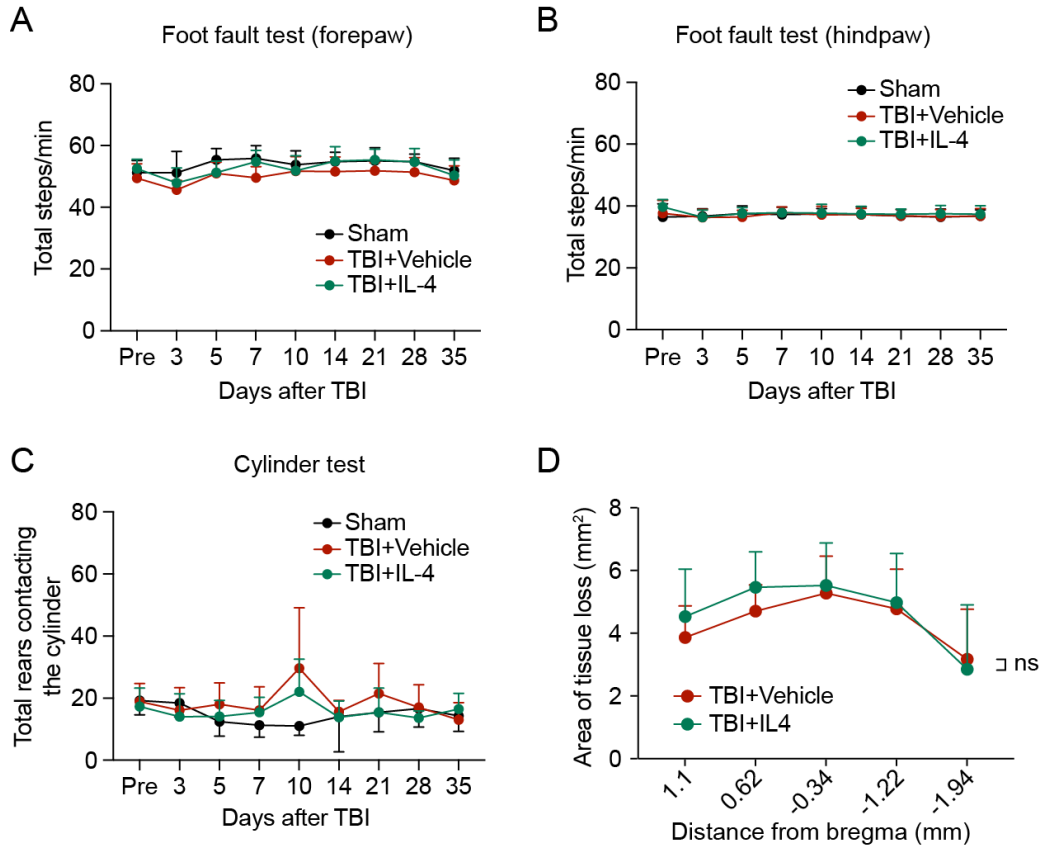 A
Foot fault test (forepaw)
Total steps/min
80
60
40
20
0
Sham
TBI+Vehicle
TBI+IL-4
Pre 3 5 7 10 14 21 28 35
Days after TBI
B
Foot fault test (hindpaw)
Total steps/min
80
60
40
20
0
Sham
TBI+Vehicle
TBI+IL-4
Pre 3 5 7 10 14 21 28 35
Days after TBI
C
Cylinder test
Total rears contacting
the cylinder
80
60
40
20
0
Sham
TBI+Vehicle
TBI+IL-4
Pre 3 5 7 10 14 21 28 35
Days after TBI
D
Area of tissue loss (mm²)
8
6
4
2
0
ns
TBI+Vehicle
TBI+IL4
1.1 0.62 -0.34 -1.22 -1.94
Distance from bregma (mm)